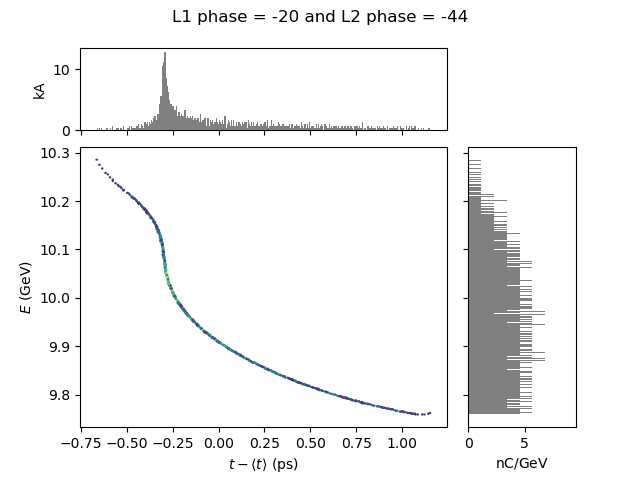 L1 phase = -20 and L2 phase = -44
10
kA
0
10.3
10.2
10.1
10.0
9.9
9.8
E (GeV)
−0.75 −0.50 −0.25 0.00 0.25 0.50 0.75 1.00
t − ⟨t⟩ (ps)
0 5
nC/GeV